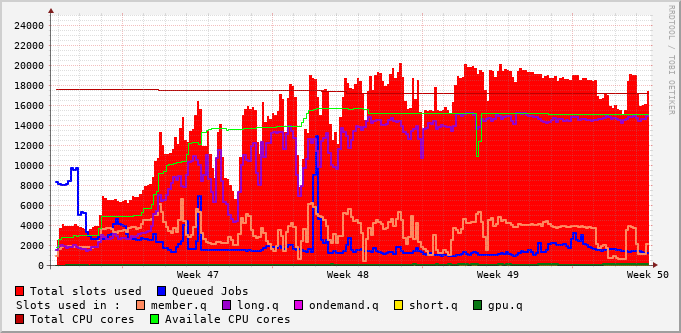 RRDTOOL / TOBI OETIKER
24000
22000
20000
18000
16000
14000
12000
10000
8000
6000
4000
2000
0
Week 47 Week 48 Week 49 Week 50
Total slots used Queued Jobs
Slots used in : member.q long.q ondemand.q short.q gpu.q
Total CPU cores Availale CPU cores